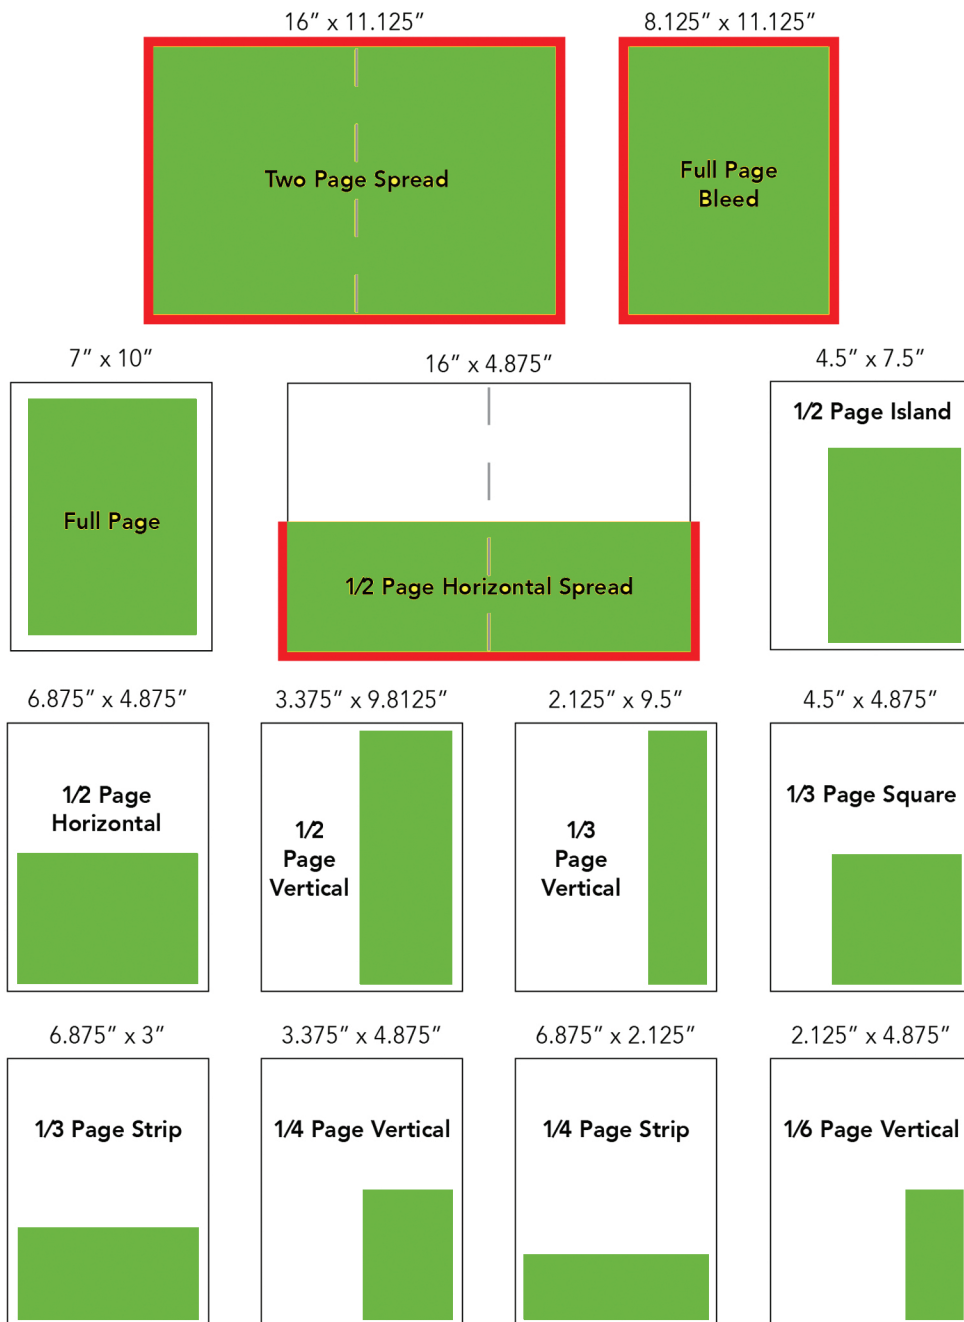 16” x 11.125”
8.125” x 11.125”
Two Page Spread
Full Page
Bleed
7” x 10”
16” x 4.875”
4.5” x 7.5”
1/2 Page Island
Full Page
1/2 Page Horizontal Spread
6.875” x 4.875”
3.375” x 9.8125”
2.125” x 9.5”
4.5” x 4.875”
1/2 Page
Horizontal
1/2
Page
Vertical
1/3
Page
Vertical
1/3 Page Square
6.875” x 3”
3.375” x 4.875”
6.875” x 2.125”
2.125” x 4.875”
1/3 Page Strip
1/4 Page Vertical
1/4 Page Strip
1/6 Page Vertical